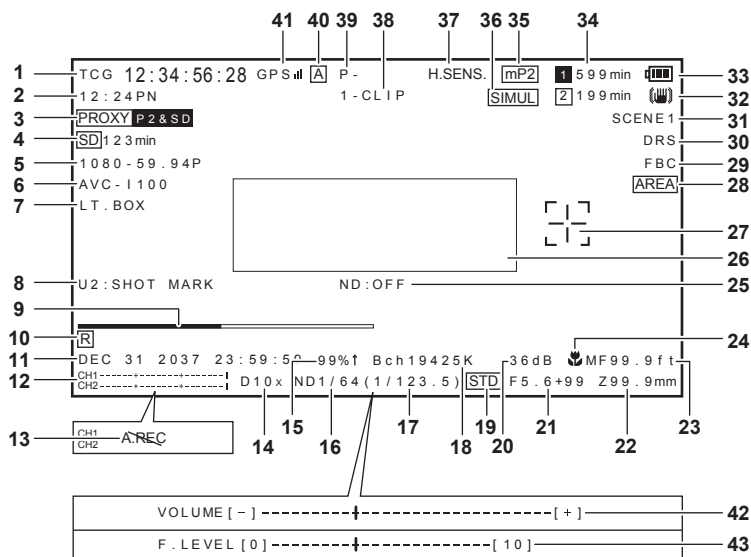 41 40 39 38 37 36 35 34
1 TCG 12:34:56:28 GPS A P- H.SENS. mP2 1 599min 33
2 12:24PN 1-CLIP SIMUL 2 199min 32
3 PROXY P2&SD SCENE1 31
4 SD 123min DRS 30
5 1080-59.94P FBC 29
6 AVC-I100 AREA 28
7 LT.BOX 27
26
8 U2:SHOT MARK ND:OFF 25
9
10 R 24
11 DEC 31 2037 23:59:59 99%↑ Bch19425K 36dB MF99.9ft
12 CH1
CH2 D10x ND1/64(1/123.5) STD F5.6+99 Z99.9mm
13 CH1
CH2 A.REC
14 15 16 17 18 19 20 21 22 23
VOLUME[-] [+] 42
F.LEVEL[0] [10] 43